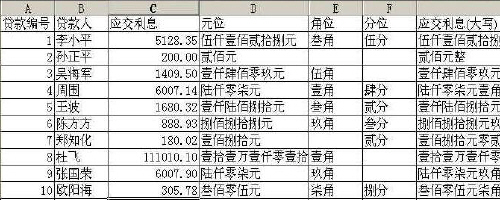 A B C D E F G
贷款编号 贷款人 应交利息 元位 角位 分位 应交利息(大写)
1 李小平 5128.35 伍仟壹佰贰拾捌元 叁角 伍分 伍仟壹佰贰拾
2 孙正平 200.00 贰佰元 贰佰元整
3 吴海军 1409.50 壹仟肆佰零玖元 伍角 壹仟肆佰零玖元
4 周围 6007.14 陆仟零柒元 壹角 肆分 陆仟零柒元壹角
5 王波 1680.32 壹仟陆佰捌拾元 叁角 贰分 壹仟陆佰捌拾
6 陈方方 888.93 捌佰捌拾捌元 玖角 叁分 捌佰捌拾捌元玖
7 郑知化 180.02 壹佰捌拾元 贰分 壹佰捌拾元零贰
8 杜飞 111010.10 壹拾壹万壹仟零壹拾 壹角 壹拾壹万壹仟
9 张国荣 6007.90 陆仟零柒元 玖角 陆仟零柒元玖角
10 欧阳海 305.78 叁佰零伍元 柒角 捌分 叁佰零伍元柒角